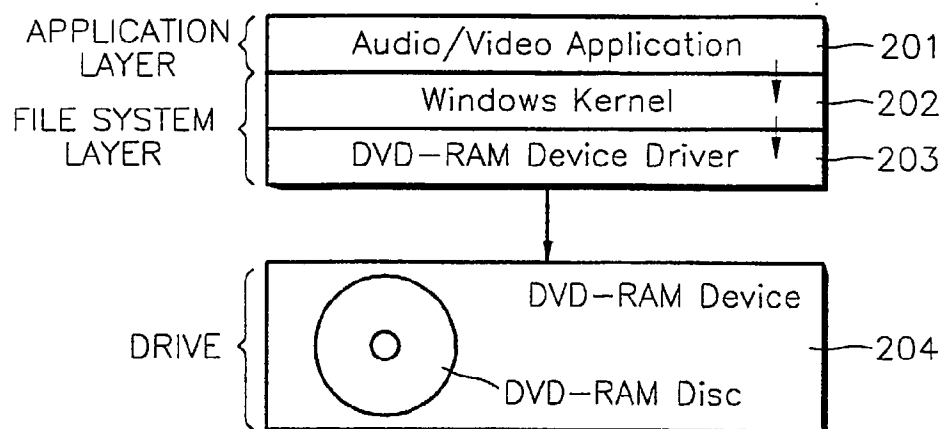 APPLICATION
LAYER
Audio/Video Application
201
Windows Kernel
202
FILE SYSTEM
LAYER
DVD-RAM Device Driver
203
DVD-RAM Device
DRIVE
204
DVD-RAM Disc